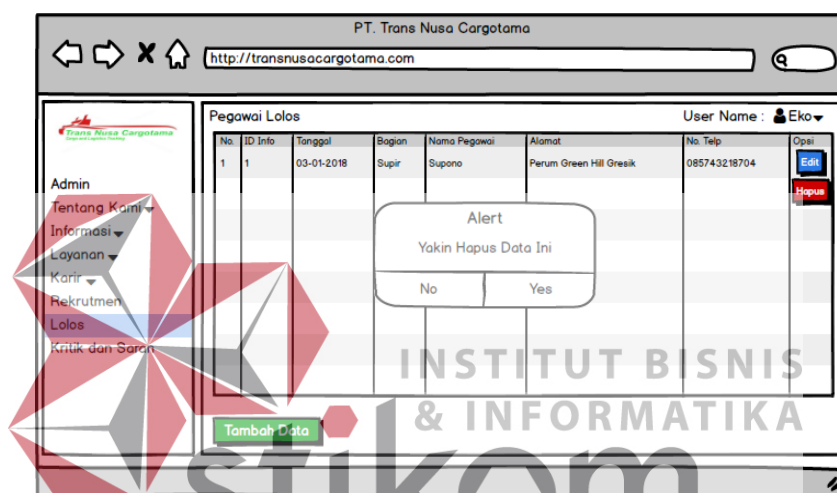 PT. Trans Nusa Cargotama
http://transnusacargotama.com
Trans Nusa Cargotama
Pegawai Lolos
User Name : Eko
No. ID Info Tanggal Bagian Nama Pegawai Alamat No. Telp Opsi
1 1 03-01-2018 Supir Supono Perum Green Hill Gresik 085743218704 Edit
Hapus
Admin
Tentang Kami
Informasi
Layanan
Karir
Rekrutmen
Lolos
Kritik dan Saran
Alert
Yakin Hapus Data Ini
No Yes
Tambah Data
INSTITUT BISNIS
& INFORMATIKA
stikom